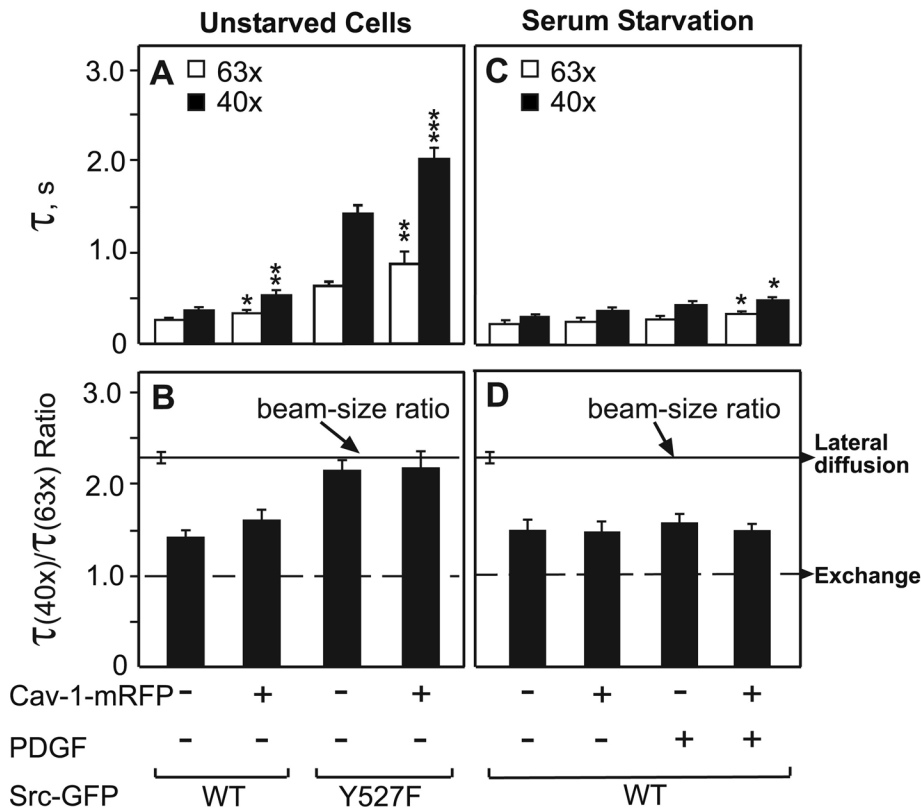 Unstarved Cells
Serum Starvation
A
63x
40x
C
63x
40x
3.0
2.0
1.0
0
τ, s
*
**
**
***
*
*
B
beam-size ratio
D
beam-size ratio
3.0
2.0
1.0
0
τ(40x)/τ(63x) Ratio
Lateral
diffusion
Exchange
Cav-1-mRFP - + - + - + - +
PDGF - - - - - - + +
Src-GFP WT Y527F WT